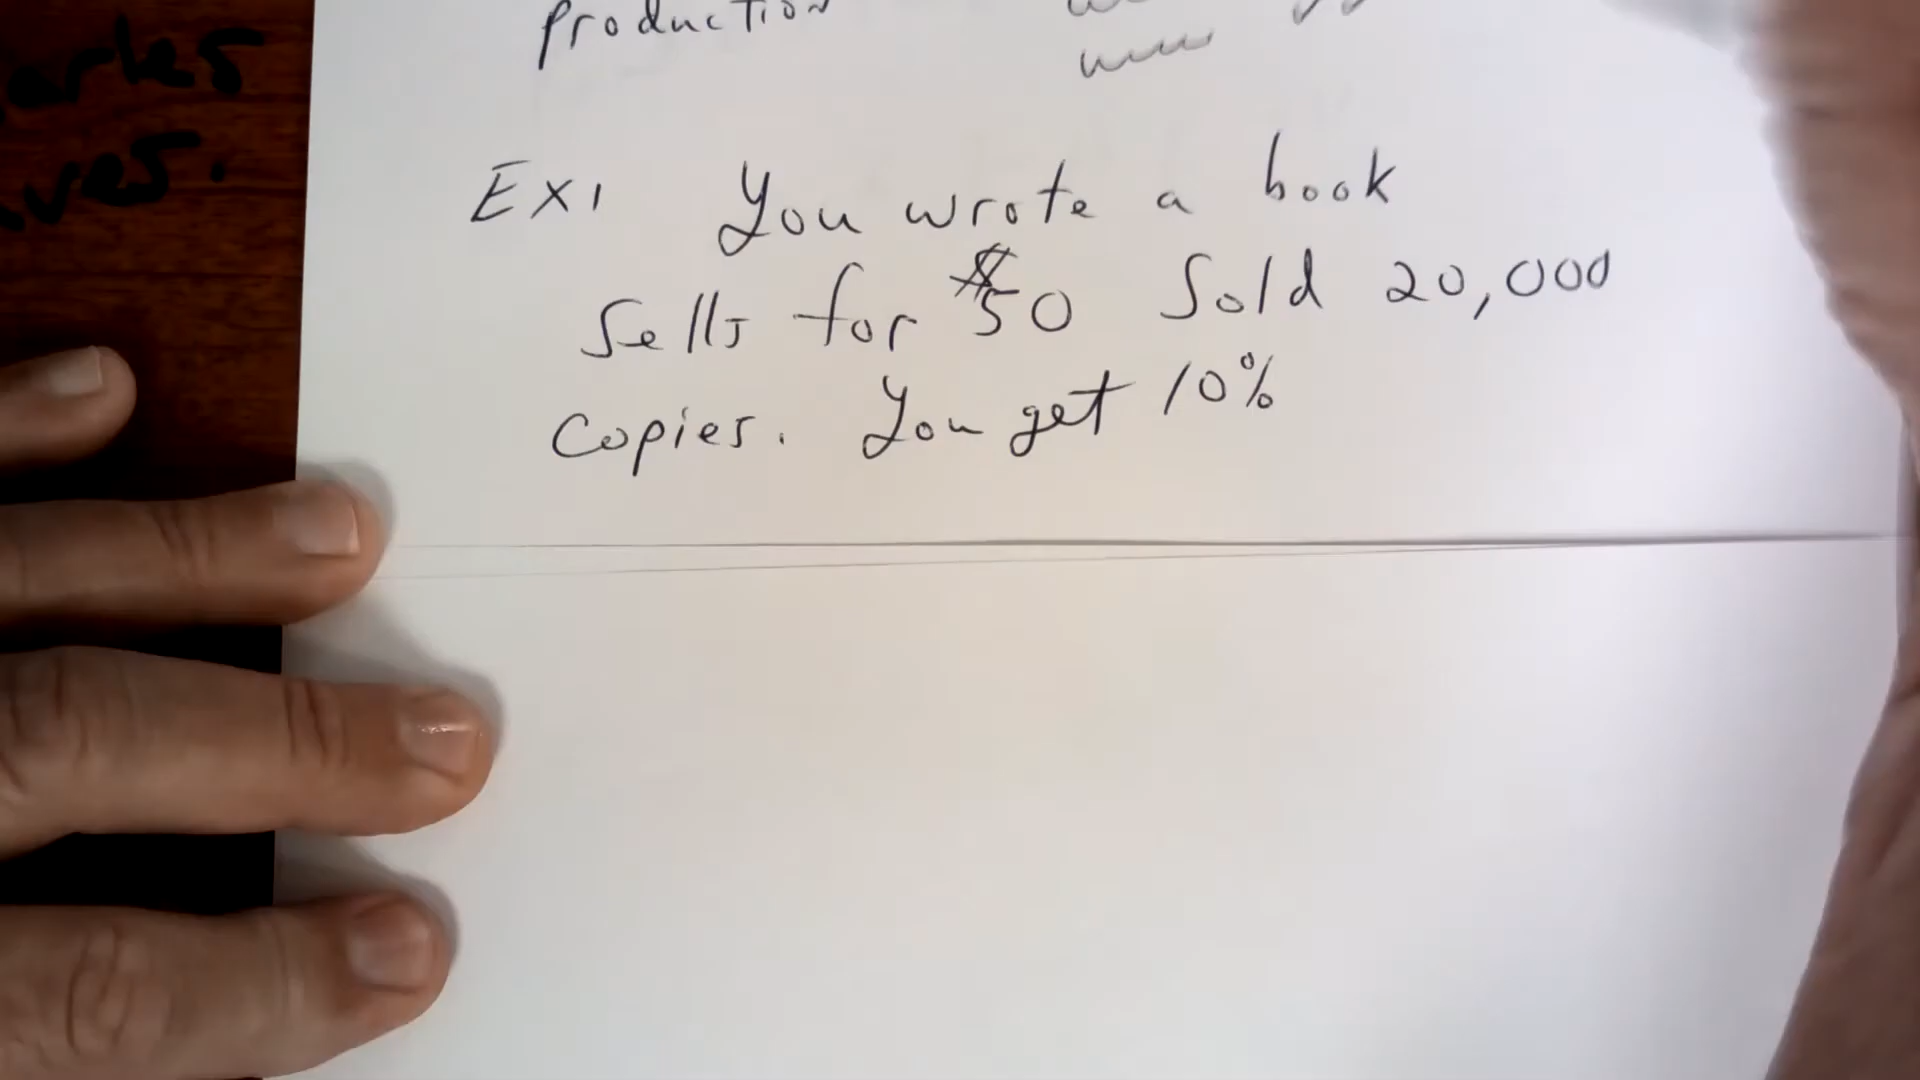 production
EX1 You wrote a book
Sells for $50 Sold 20,000
Copies. You get 10%